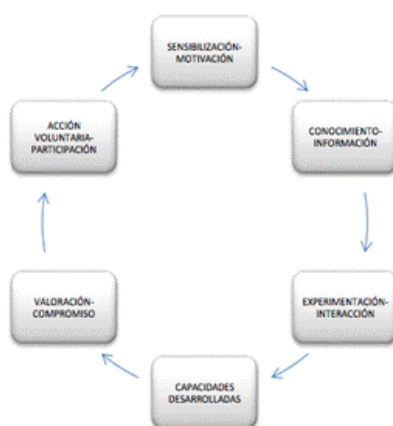 SENSIBILIZACIÓN-
MOTIVACIÓN
CONOCIMIENTO-
INFORMACIÓN
EXPERIMENTACIÓN-
INTERACCIÓN
CAPACIDADES
DESARROLLADAS
VALORACIÓN-
COMPROMISO
ACCIÓN
VOLUNTARIA-
PARTICIPACIÓN